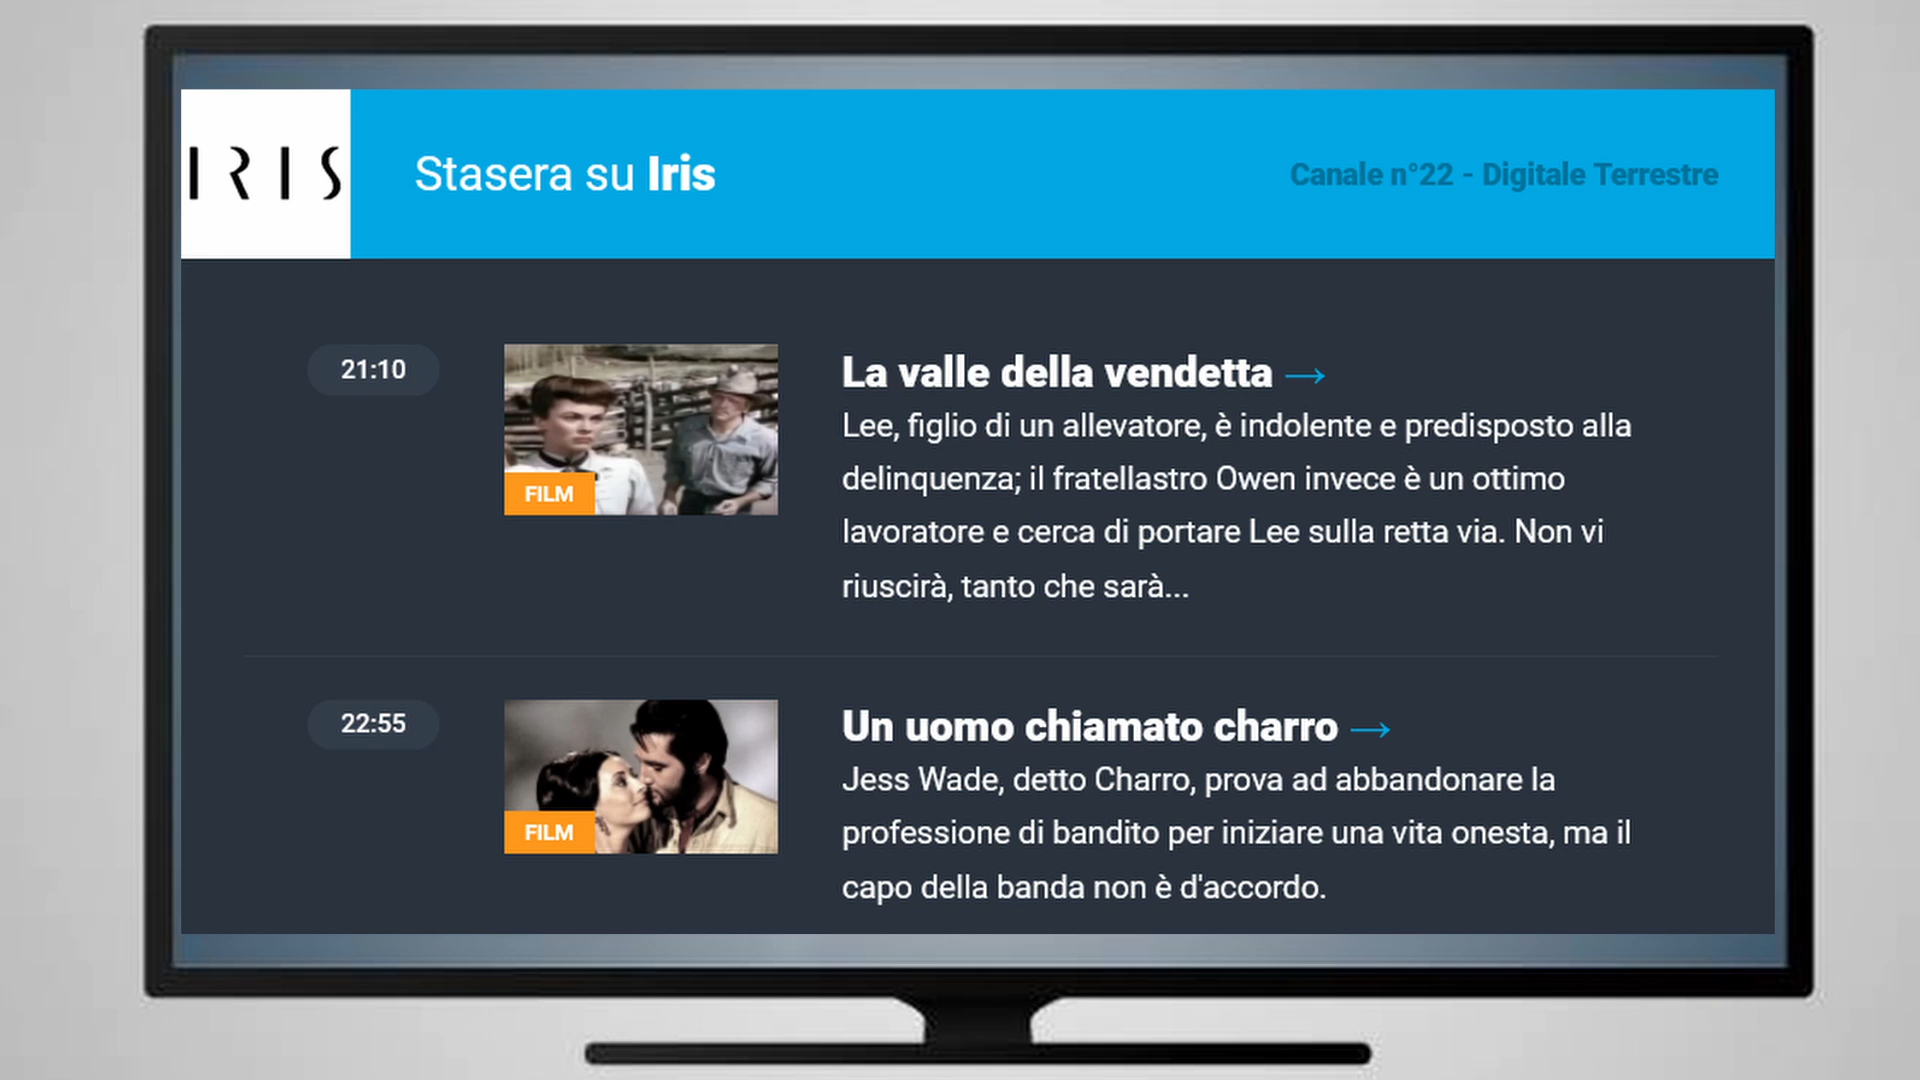 IRIS
Stasera su Iris
Canale n°22 - Digitale Terrestre
21:10
FILM
La valle della vendetta →
Lee, figlio di un allevatore, è indolente e predisposto alla
delinquenza; il fratellastro Owen invece è un ottimo
lavoratore e cerca di portare Lee sulla retta via. Non vi
riuscirà, tanto che sarà...
22:55
FILM
Un uomo chiamato charro →
Jess Wade, detto Charro, prova ad abbandonare la
professione di bandito per iniziare una vita onesta, ma il
capo della banda non è d'accordo.